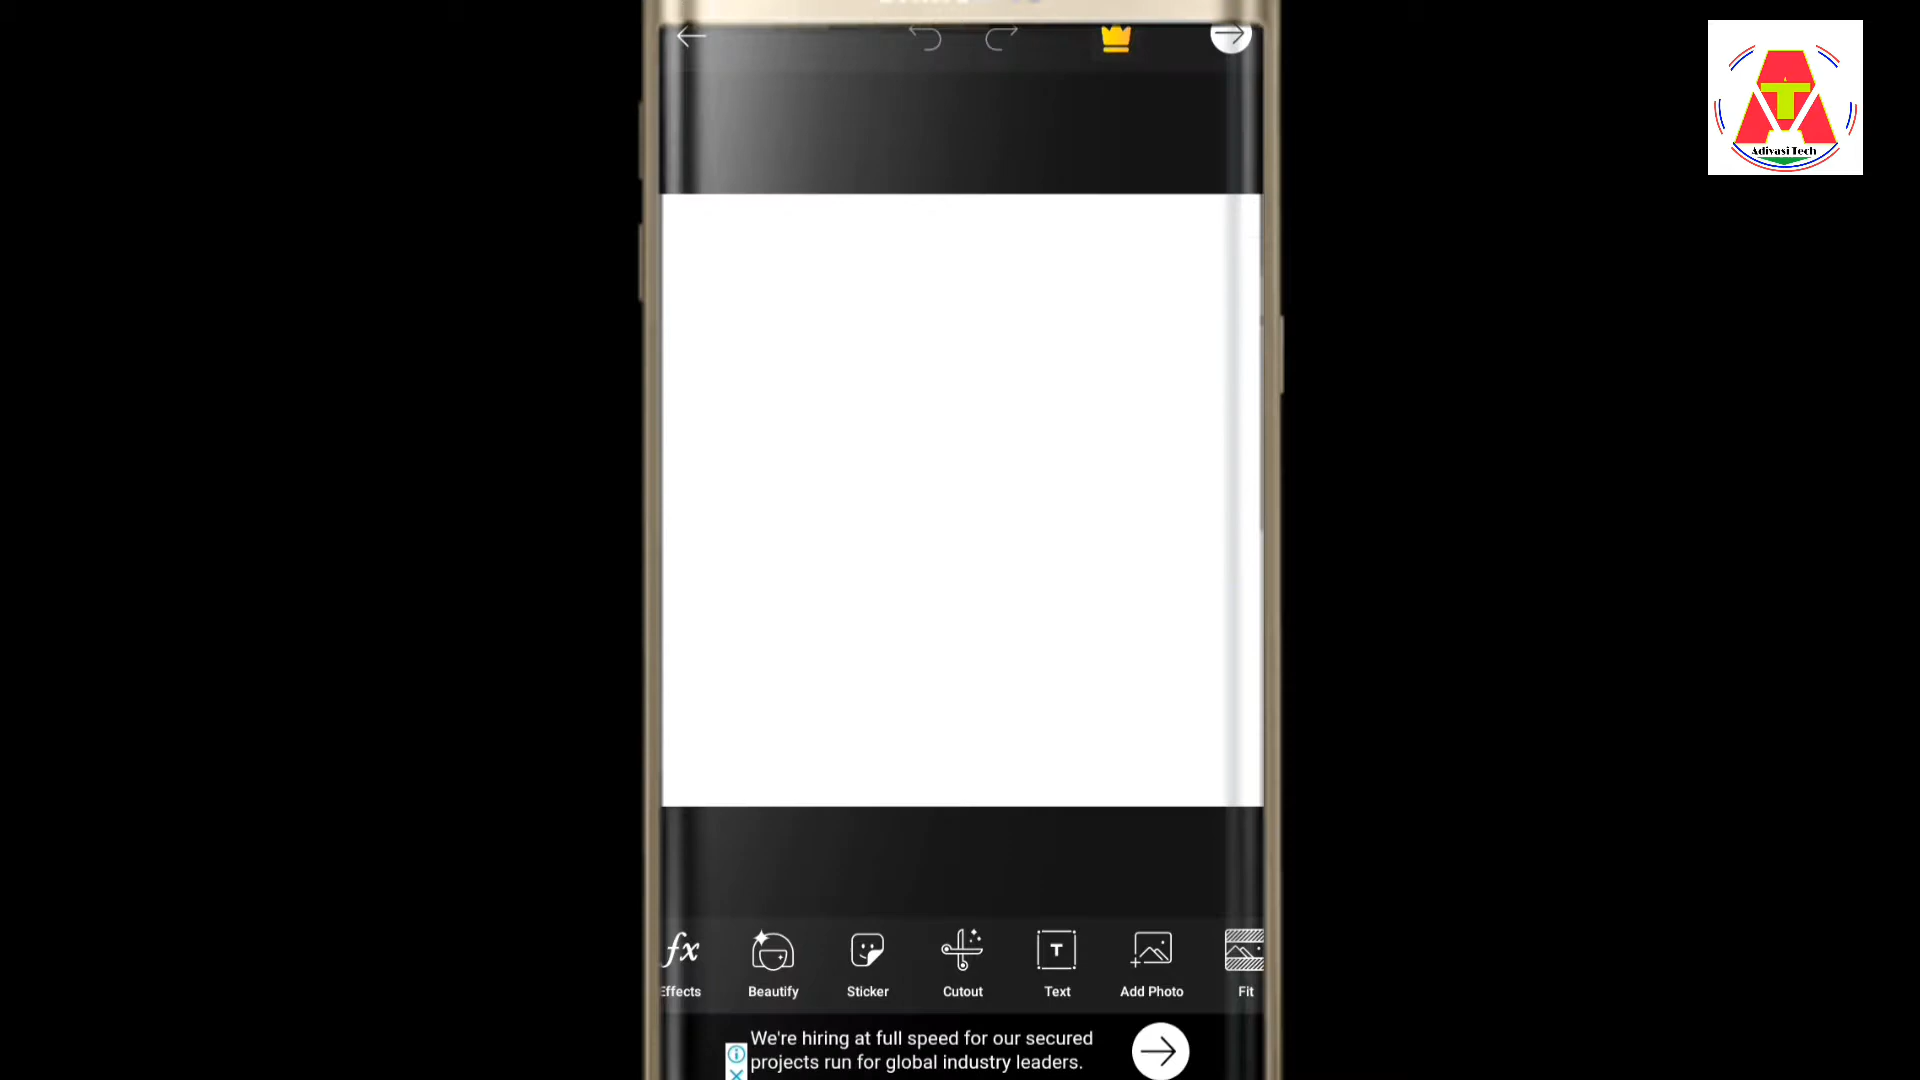 Adivasi Tech
fx
Effects
Beautify
Sticker
Cutout
T
Text
Add Photo
Fit
We're hiring at full speed for our secured
projects run for global industry leaders.